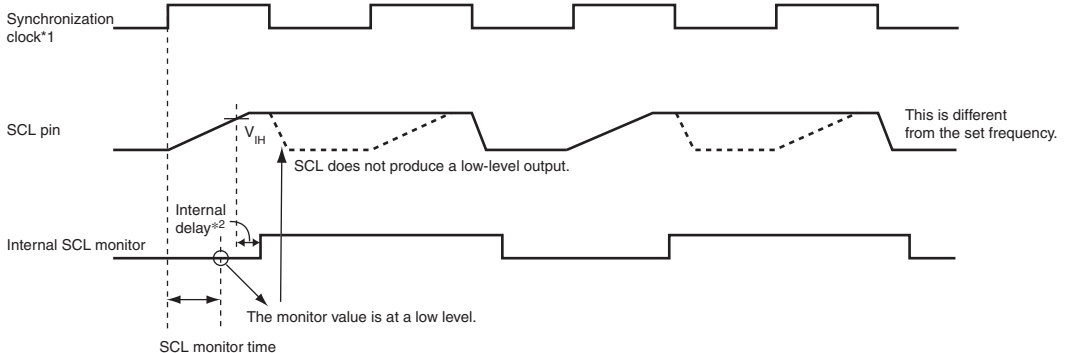 Synchronization
clock*1
SCL pin
VIH
This is different
from the set frequency.
SCL does not produce a low-level output.
Internal
delay*2
Internal SCL monitor
The monitor value is at a low level.
SCL monitor time